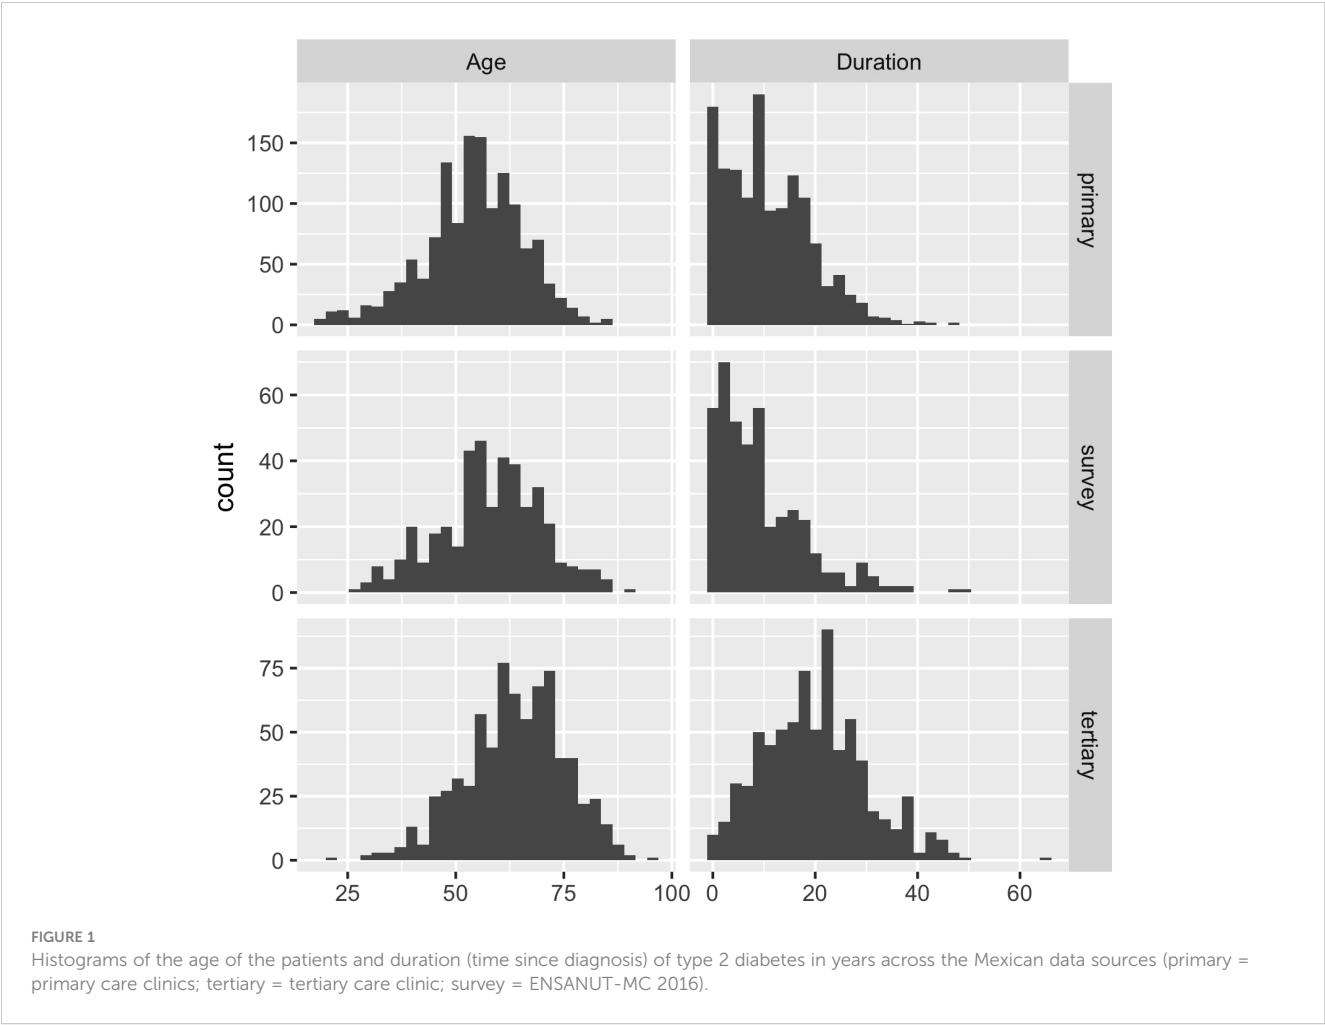 Age
Duration
150
100
50
0
primary
60
40
20
0
survey
count
75
50
25
0
tertiary
25 50 75 100 0 20 40 60
FIGURE 1
Histograms of the age of the patients and duration (time since diagnosis) of type 2 diabetes in years across the Mexican data sources (primary =
primary care clinics; tertiary = tertiary care clinic; survey = ENSANUT-MC 2016).